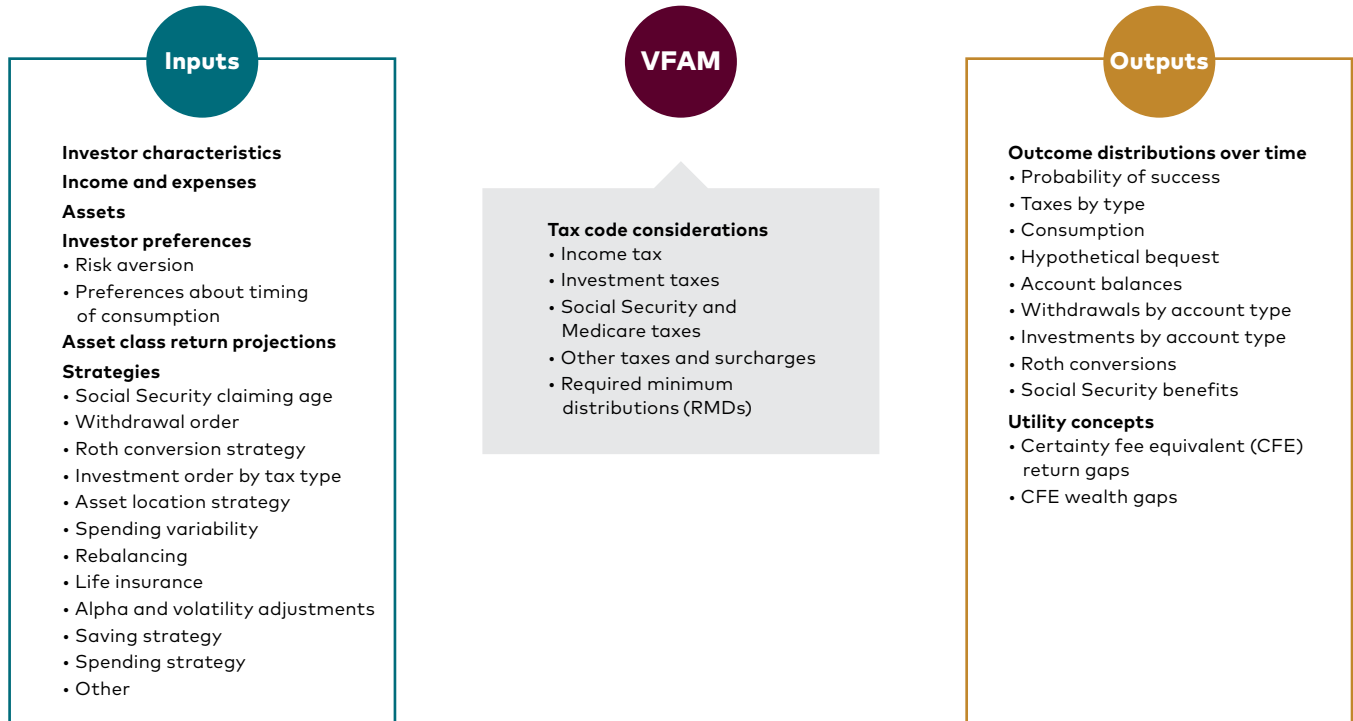 Inputs
Investor characteristics
Income and expenses
Assets
Investor preferences
• Risk aversion
• Preferences about timing
of consumption
Asset class return projections
Strategies
• Social Security claiming age
• Withdrawal order
• Roth conversion strategy
• Investment order by tax type
• Asset location strategy
• Spending variability
• Rebalancing
• Life insurance
• Alpha and volatility adjustments
• Saving strategy
• Spending strategy
• Other
VFAM
Tax code considerations
• Income tax
• Investment taxes
• Social Security and
Medicare taxes
• Other taxes and surcharges
• Required minimum
distributions (RMDs)
Outputs
Outcome distributions over time
• Probability of success
• Taxes by type
• Consumption
• Hypothetical bequest
• Account balances
• Withdrawals by account type
• Investments by account type
• Roth conversions
• Social Security benefits
Utility concepts
• Certainty fee equivalent (CFE)
return gaps
• CFE wealth gaps